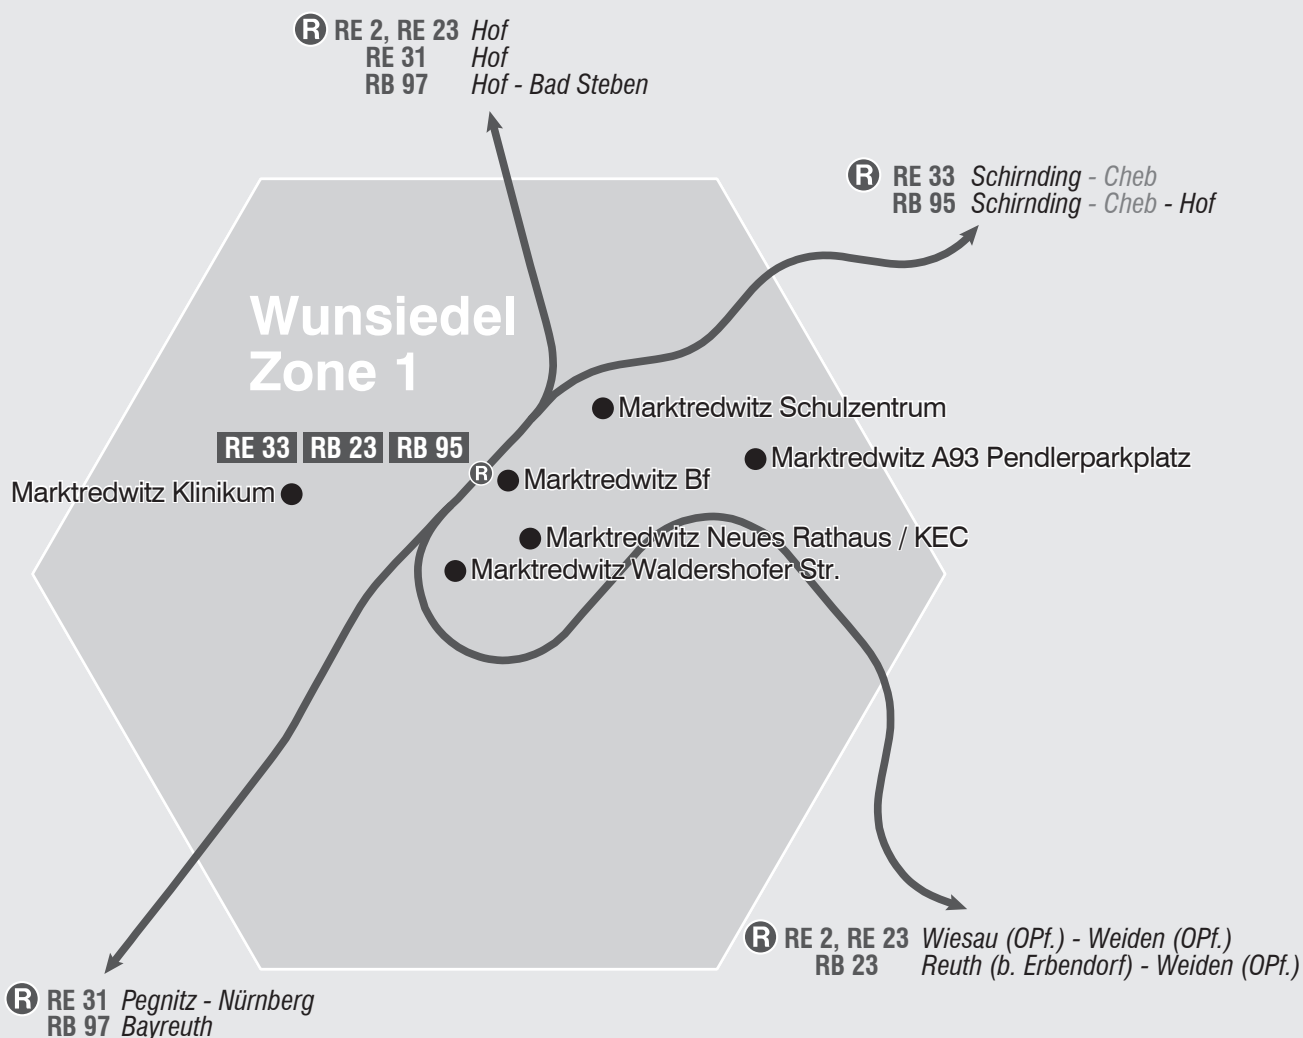 R RE 2, RE 23 Hof
RE 31 Hof
RB 97 Hof - Bad Steben
R RE 33 Schirnding - Cheb
RB 95 Schirnding - Cheb - Hof
Wunsiedel
Zone 1
Marktredwitz Schulzentrum
RE 33 RB 23 RB 95
Marktredwitz A93 Pendlerparkplatz
R Marktredwitz Bf
Marktredwitz Klinikum
Marktredwitz Neues Rathaus / KEC
Marktredwitz Waldershofer Str.
R RE 2, RE 23 Wiesau (OPf.) - Weiden (OPf.)
RB 23 Reuth (b. Erbendorf) - Weiden (OPf.)
R RE 31 Pegnitz - Nürnberg
RB 97 Bayreuth